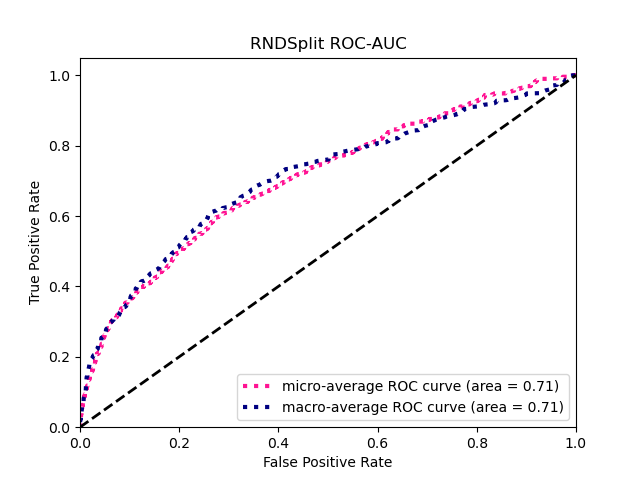 RNDSplit ROC-AUC
True Positive Rate
1.0
0.8
0.6
0.4
0.2
0.0
micro-average ROC curve (area = 0.71)
macro-average ROC curve (area = 0.71)
0.0 0.2 0.4 0.6 0.8 1.0
False Positive Rate